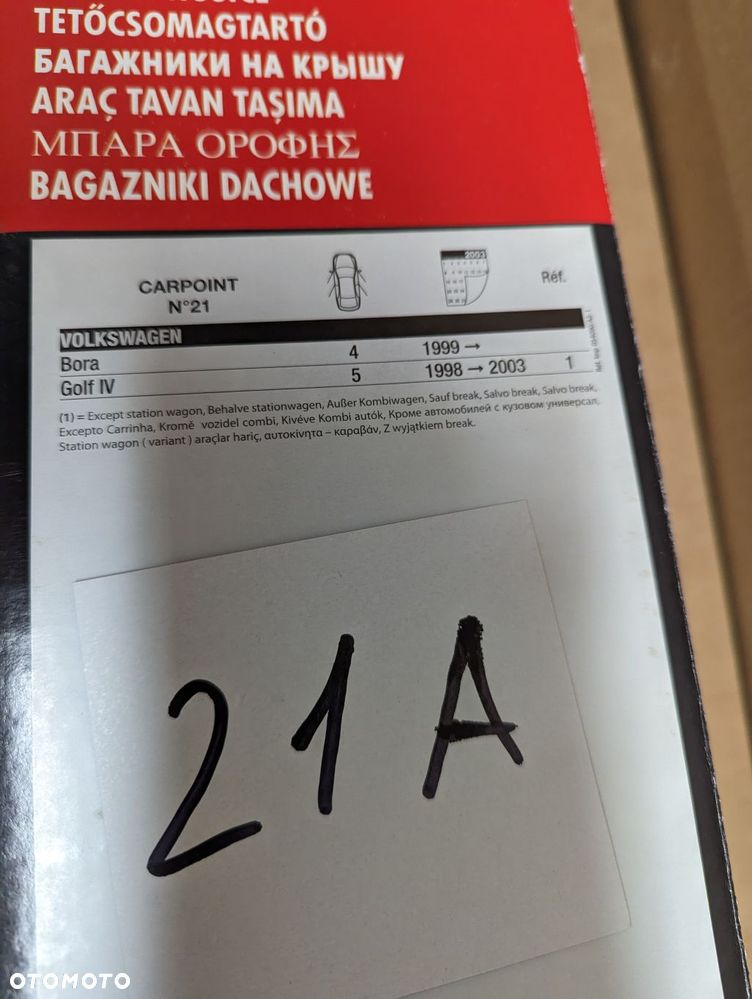 TETŐCSOMAGTARTÓ
БАГАЖНИКИ НА КРЫШУ
ARAÇ TAVAN TAŞIMA
ΜΠΑΡΑ ΟΡΟΦΗΣ
BAGAZNIKI DACHOWE
CARPOINT
N°21
2003
Réf.
VOLKSWAGEN
Bora 4 1999 →
Golf IV 5 1998 → 2003 1
(1) = Except station wagon, Behalve stationwagen, Außer Kombiwagen, Sauf break, Salvo break, Salvo break,
Excepto Carrinha, Kromě vozidel combi, Kivéve Kombi autók, Кроме автомобилей с кузовом универсал,
Station wagon ( variant ) araçlar hariç, αυτοκίνητα – καραβάν, Z wyjątkiem break.
21A
OTOMOTO